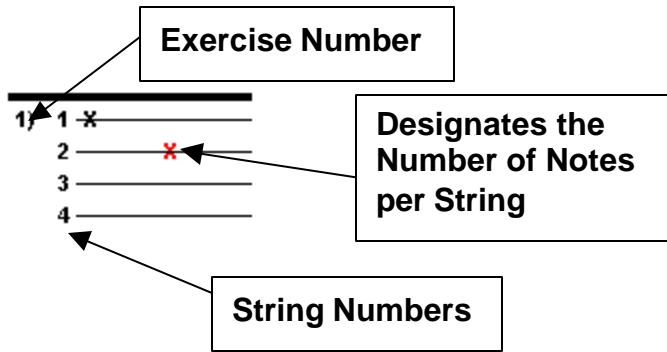 Exercise Number
1) 1 X
2 X
3
4
Designates the
Number of Notes
per String
String Numbers